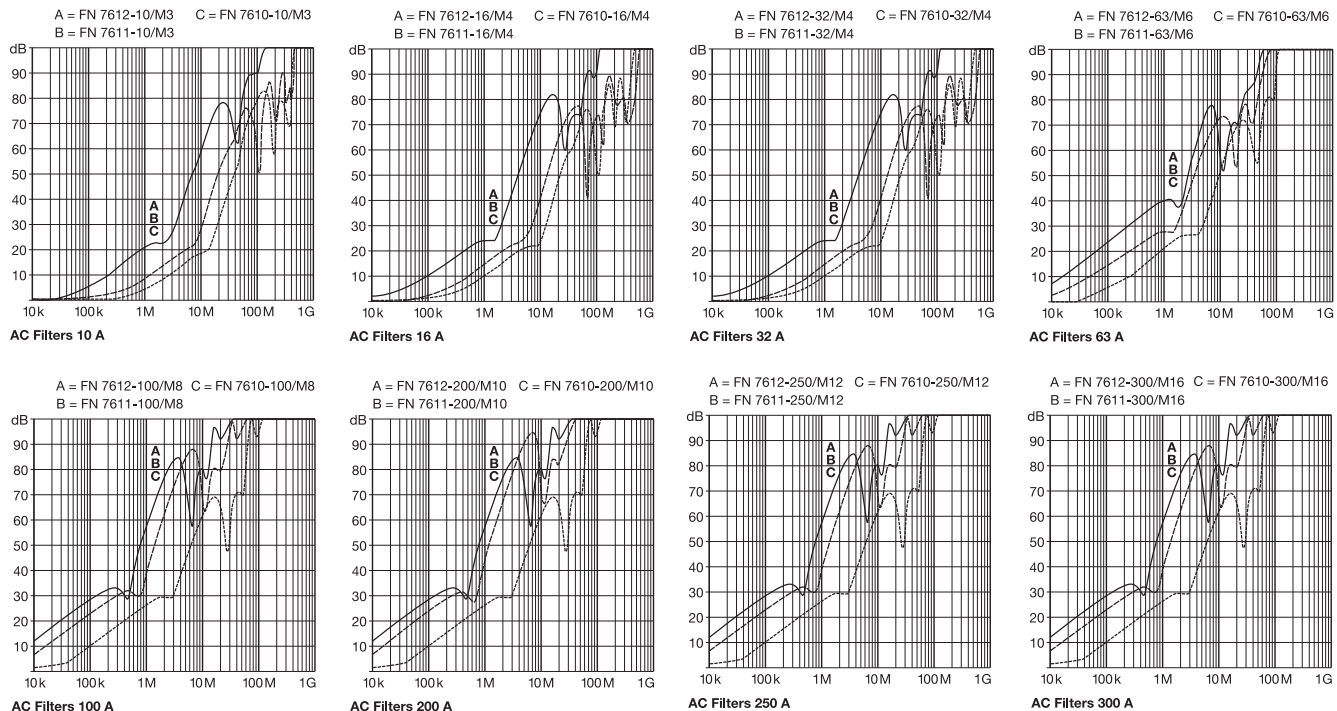 A = FN 7612-10/M3 C = FN 7610-10/M3
B = FN 7611-10/M3
dB
90
80
70
60
50
40
30
20
10
A
B
C
10k 100k 1M 10M 100M 1G
AC Filters 10 A
A = FN 7612-16/M4 C = FN 7610-16/M4
B = FN 7611-16/M4
dB
90
80
70
60
50
40
30
20
10
A
B
C
10k 100k 1M 10M 100M 1G
AC Filters 16 A
A = FN 7612-32/M4 C = FN 7610-32/M4
B = FN 7611-32/M4
dB
90
80
70
60
50
40
30
20
10
A
B
C
10k 100k 1M 10M 100M 1G
AC Filters 32 A
A = FN 7612-63/M6 C = FN 7610-63/M6
B = FN 7611-63/M6
dB
90
80
70
60
50
40
30
20
10
A
B
C
10k 100k 1M 10M 100M 1G
AC Filters 63 A
A = FN 7612-100/M8 C = FN 7610-100/M8
B = FN 7611-100/M8
dB
90
80
70
60
50
40
30
20
10
A
B
C
10k 100k 1M 10M 100M 1G
AC Filters 100 A
A = FN 7612-200/M10 C = FN 7610-200/M10
B = FN 7611-200/M10
dB
90
80
70
60
50
40
30
20
10
A
B
C
10k 100k 1M 10M 100M 1G
AC Filters 200 A
A = FN 7612-250/M12 C = FN 7610-250/M12
B = FN 7611-250/M12
dB
90
80
70
60
50
40
30
20
10
A
B
C
10k 100k 1M 10M 100M 1G
AC Filters 250 A
A = FN 7612-300/M16 C = FN 7610-300/M16
B = FN 7611-300/M16
dB
90
80
70
60
50
40
30
20
10
A
B
C
10k 100k 1M 10M 100M 1G
AC Filters 300 A